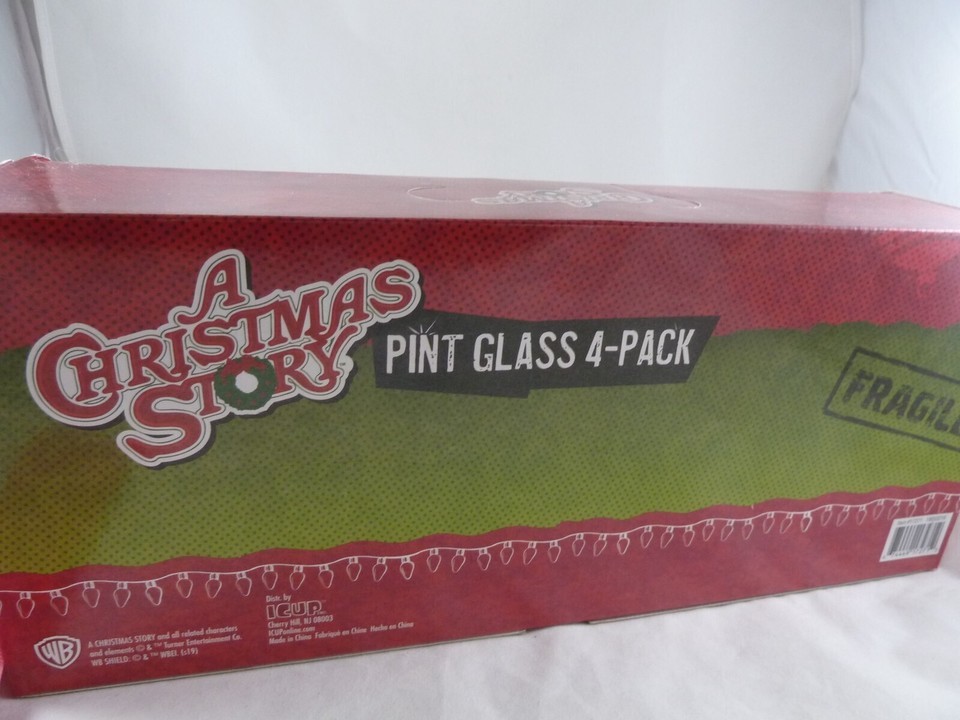 A
CHRISTMAS
STORY™
PINT GLASS 4-PACK
FRAGILE
WB
A CHRISTMAS STORY and all related characters
and elements © & ™ Turner Entertainment Co.
WB SHIELD: © & ™ WBEI. (s19)
Distr. by
ICUP
Cherry Hill, NJ 08003
ICUPonline.com
Made in China Fabriqué en Chine Hecho en China